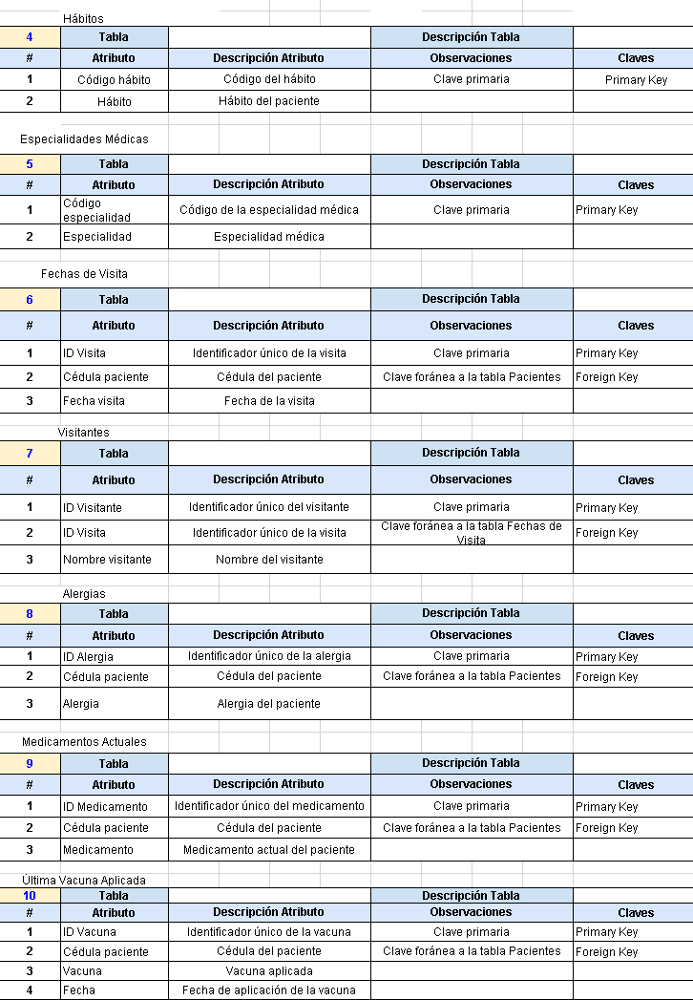 Hábitos
4 Tabla Descripción Tabla
# Atributo Descripción Atributo Observaciones Claves
1 Código hábito Código del hábito Clave primaria Primary Key
2 Hábito Hábito del paciente
Especialidades Médicas
5 Tabla Descripción Tabla
# Atributo Descripción Atributo Observaciones Claves
1 Código especialidad Código de la especialidad médica Clave primaria Primary Key
2 Especialidad Especialidad médica
Fechas de Visita
6 Tabla Descripción Tabla
# Atributo Descripción Atributo Observaciones Claves
1 ID Visita Identificador único de la visita Clave primaria Primary Key
2 Cédula paciente Cédula del paciente Clave foránea a la tabla Pacientes Foreign Key
3 Fecha visita Fecha de la visita
Visitantes
7 Tabla Descripción Tabla
# Atributo Descripción Atributo Observaciones Claves
1 ID Visitante Identificador único del visitante Clave primaria Primary Key
2 ID Visita Identificador único de la visita Clave foránea a la tabla Fechas de Visita Foreign Key
3 Nombre visitante Nombre del visitante
Alergias
8 Tabla Descripción Tabla
# Atributo Descripción Atributo Observaciones Claves
1 ID Alergia Identificador único de la alergia Clave primaria Primary Key
2 Cédula paciente Cédula del paciente Clave foránea a la tabla Pacientes Foreign Key
3 Alergia Alergia del paciente
Medicamentos Actuales
9 Tabla Descripción Tabla
# Atributo Descripción Atributo Observaciones Claves
1 ID Medicamento Identificador único del medicamento Clave primaria Primary Key
2 Cédula paciente Cédula del paciente Clave foránea a la tabla Pacientes Foreign Key
3 Medicamento Medicamento actual del paciente
Última Vacuna Aplicada
10 Tabla Descripción Tabla
# Atributo Descripción Atributo Observaciones Claves
1 ID Vacuna Identificador único de la vacuna Clave primaria Primary Key
2 Cédula paciente Cédula del paciente Clave foránea a la tabla Pacientes Foreign Key
3 Vacuna Vacuna aplicada
4 Fecha Fecha de aplicación de la vacuna